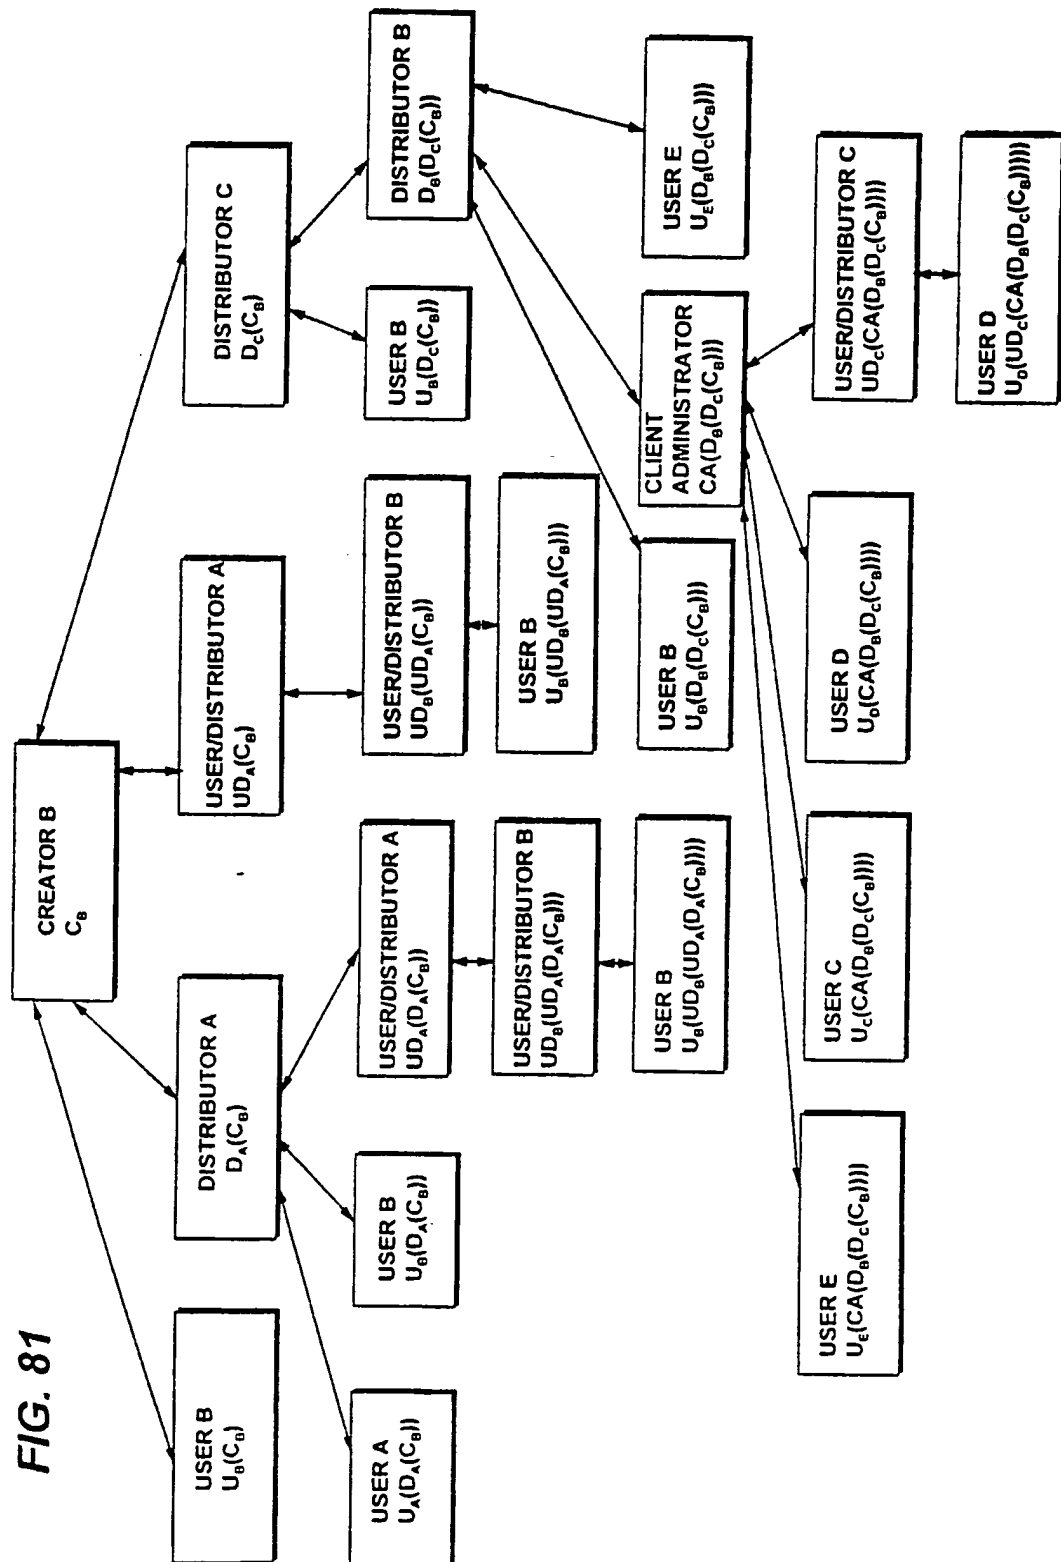 FIG. 81
CREATOR B
C_B
USER B
U_B(C_B)
DISTRIBUTOR A
D_A(C_B)
USER/DISTRIBUTOR A
UD_A(C_B)
DISTRIBUTOR C
D_C(C_B)
USER A
U_A(D_A(C_B))
USER B
U_B(D_A(C_B))
USER/DISTRIBUTOR A
UD_A(D_A(C_B))
USER/DISTRIBUTOR B
UD_B(UD_A(C_B))
USER B
U_B(D_C(C_B))
DISTRIBUTOR B
D_B(D_C(C_B))
USER/DISTRIBUTOR B
UD_B(UD_A(D_A(C_B)))
USER B
U_B(UD_B(UD_A(C_B)))
USER B
U_B(UD_B(UD_A(D_A(C_B))))
USER B
U_B(D_B(D_C(C_B)))
CLIENT
ADMINISTRATOR
CA(D_B(D_C(C_B)))
USER E
U_E(D_B(D_C(C_B)))
USER E
U_E(CA(D_B(D_C(C_B))))
USER C
U_C(CA(D_B(D_C(C_B))))
USER D
U_D(CA(D_B(D_C(C_B))))
USER/DISTRIBUTOR C
UD_C(CA(D_B(D_C(C_B))))
USER D
U_D(UD_C(CA(D_B(D_C(C_B)))))